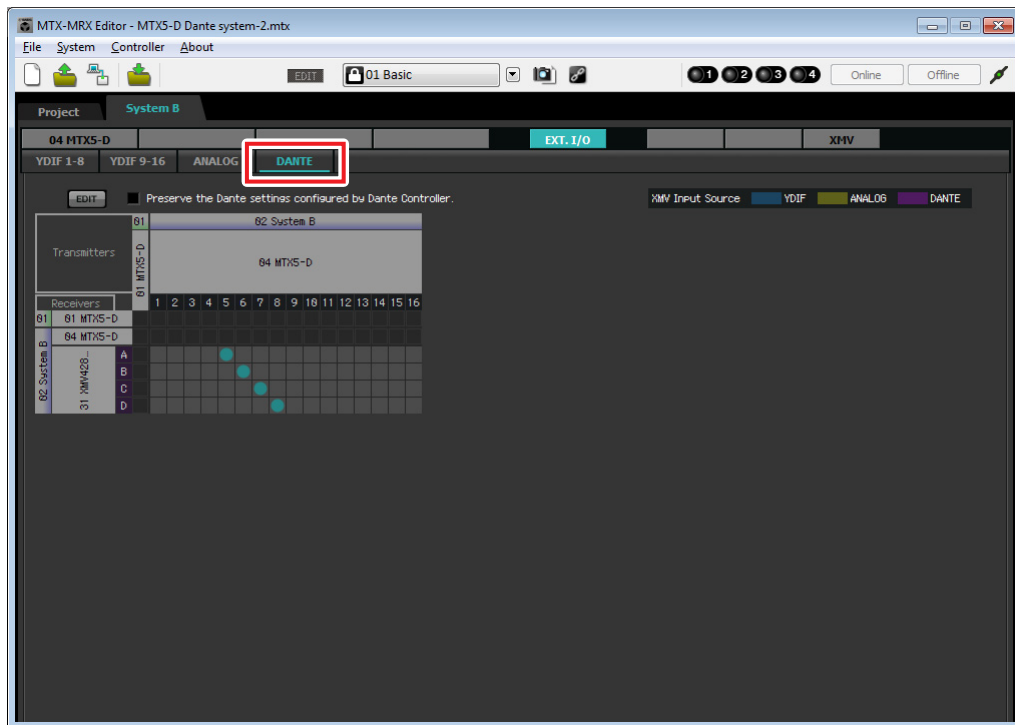 MTX-MRX Editor - MTX5-D Dante system-2.mtx
File System Controller About
EDIT 01 Basic 1 2 3 4 Online Offline
Project System B
04 MTX5-D EXT. I/O XMV
YDIF 1-8 YDIF 9-16 ANALOG DANTE
EDIT Preserve the Dante settings configured by Dante Controller. XMV Input Source YDIF ANALOG DANTE
01 02 System B
Transmitters 01 MTX5-D 04 MTX5-D
Receivers 1 2 3 4 5 6 7 8 9 10 11 12 13 14 15 16
01 01 MTX5-D
02 System B 04 MTX5-D
31 XMV428_ A
B
C
D